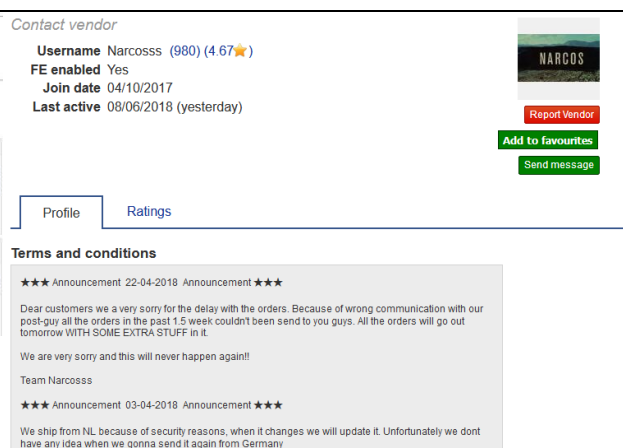 Contact vendor
Username Narcosss (980) (4.67★)
FE enabled Yes
Join date 04/10/2017
Last active 08/06/2018 (yesterday)
NARCOS
Report Vendor
Add to favourites
Send message
Profile Ratings
Terms and conditions
★★★ Announcement 22-04-2018 Announcement ★★★
Dear customers we a very sorry for the delay with the orders. Because of wrong communication with our
post-guy all the orders in the past 1.5 week couldn't been send to you guys. All the orders will go out
tomorrow WITH SOME EXTRA STUFF in it.
We are very sorry and this will never happen again!!
Team Narcosss
★★★ Announcement 03-04-2018 Announcement ★★★
We ship from NL because of security reasons, when it changes we will update it. Unfortunately we dont
have any idea when we gonna send it again from Germany